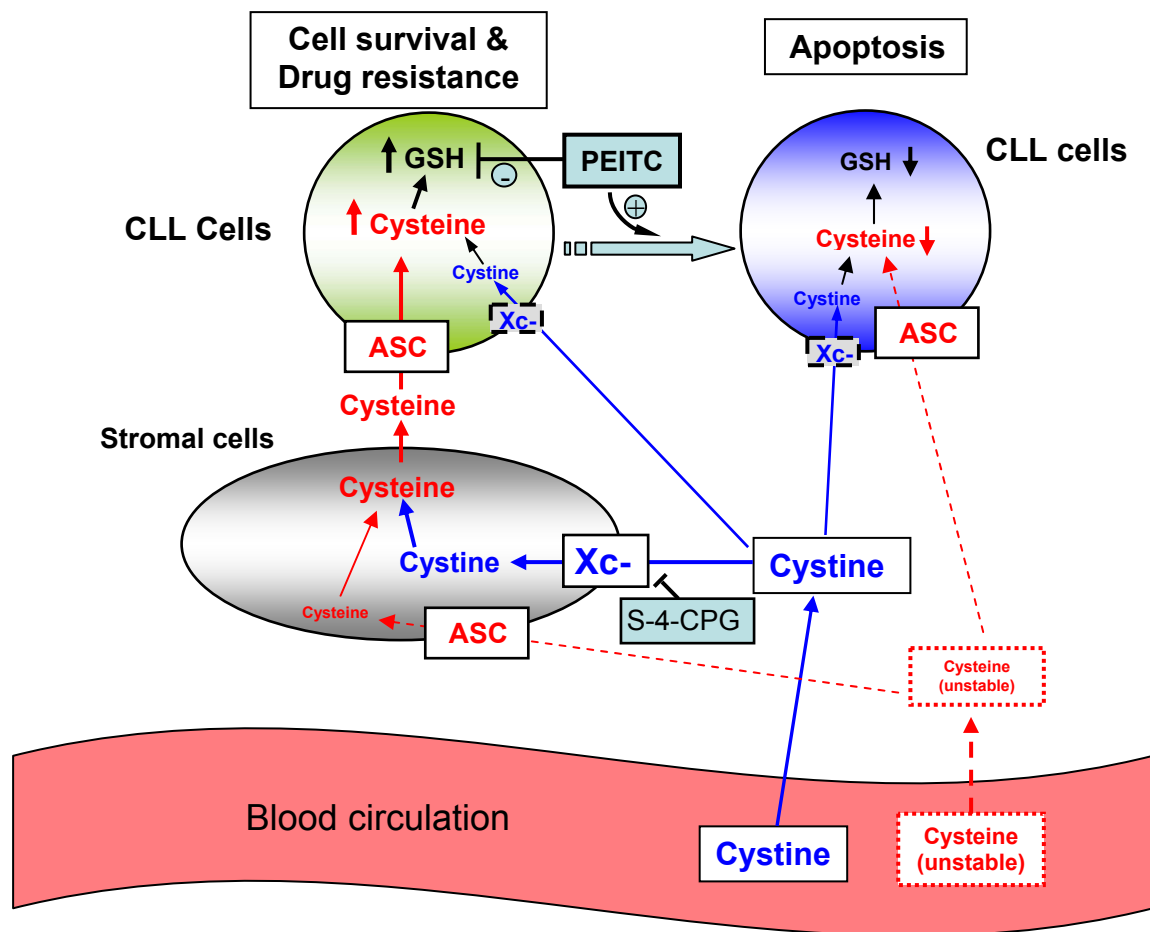 Cell survival &
Drug resistance
Apoptosis
GSH
PEITC
GSH
CLL cells
-
+
CLL Cells
Cysteine
Cysteine
Cystine
Cystine
Xc-
ASC
ASC
Xc-
Cysteine
Stromal cells
Cysteine
Cystine
Xc-
Cystine
Cysteine
S-4-CPG
ASC
Cysteine
(unstable)
Blood circulation
Cystine
Cysteine
(unstable)